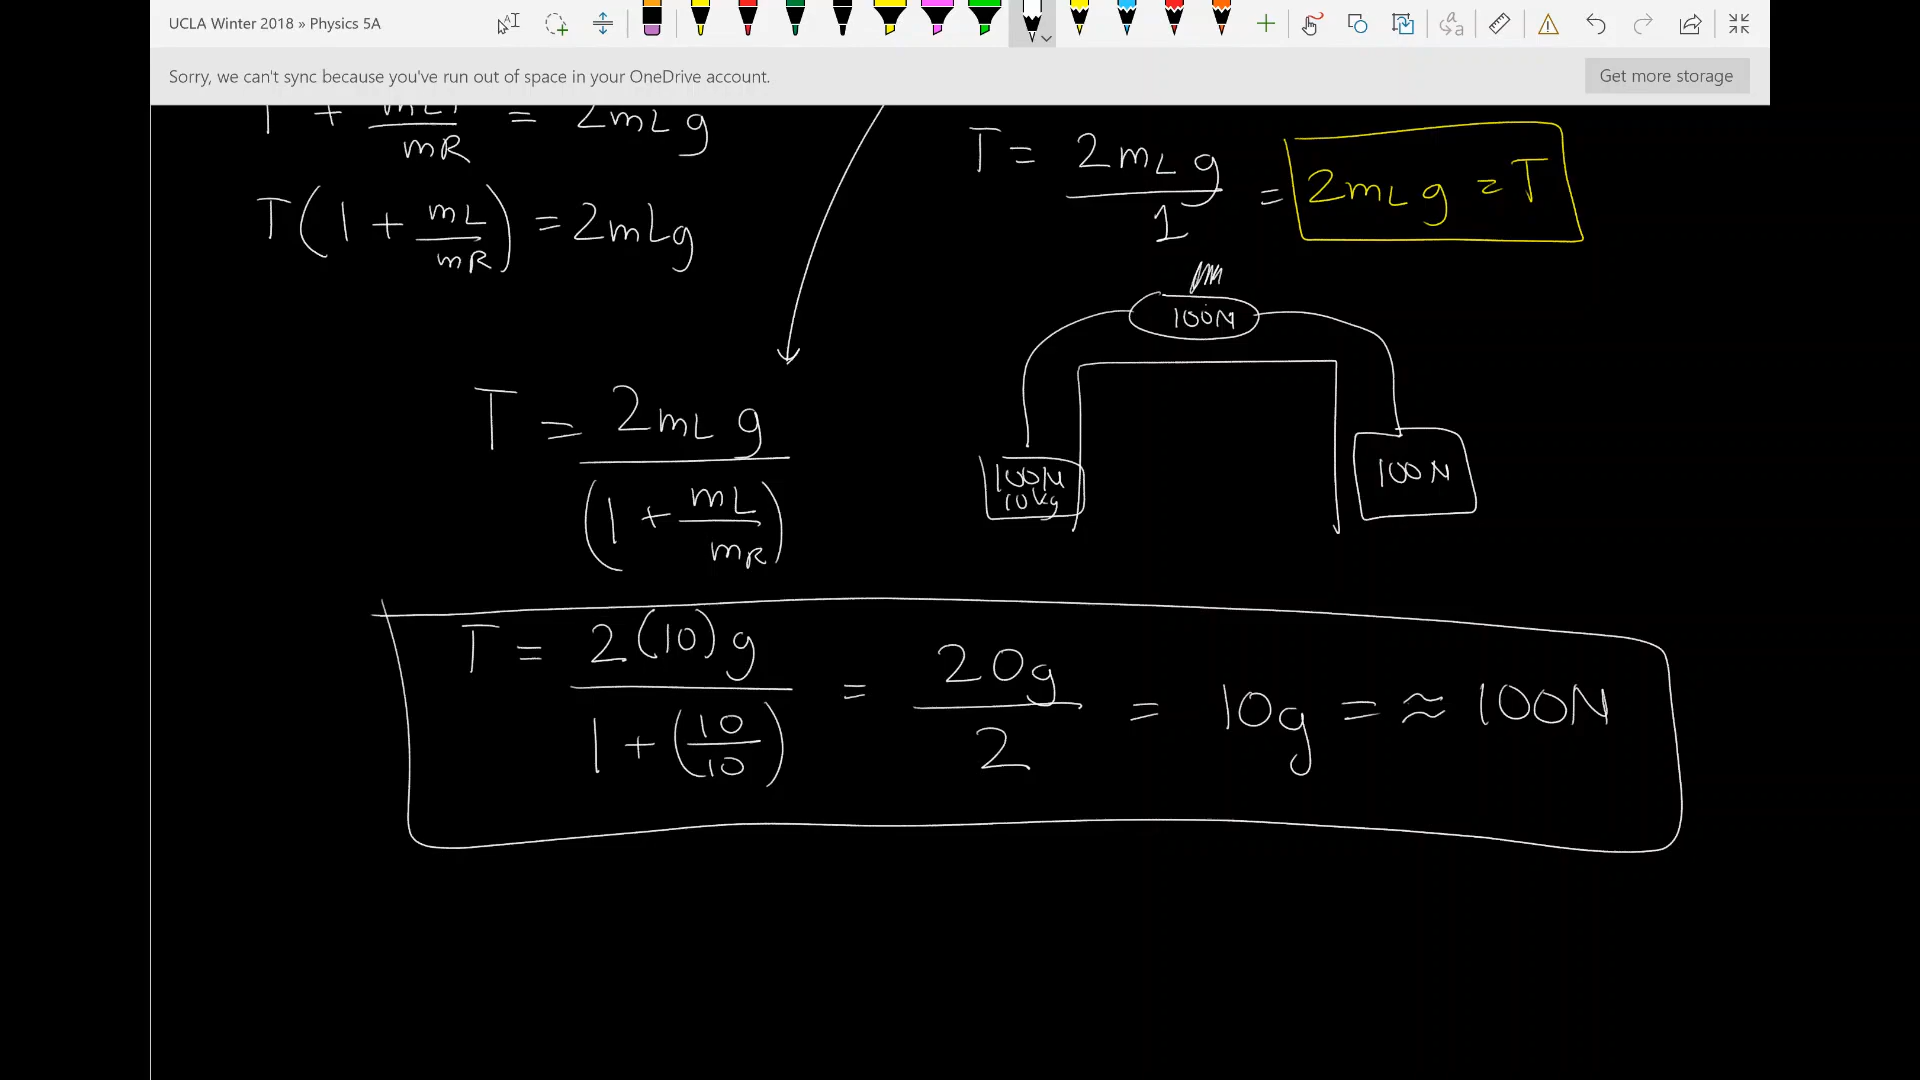 UCLA Winter 2018 » Physics 5A
Sorry, we can't sync because you've run out of space in your OneDrive account.
Get more storage
T + mLT/mR = 2mLg
T(1 + mL/mR) = 2mLg
T = 2mLg/1 = 2mLg = T
100N
100N
10kg
100N
T = 2mLg/(1 + mL/mR)
T = 2(10)g/1 + (10/10) = 20g/2 = 10g = ≈ 100N